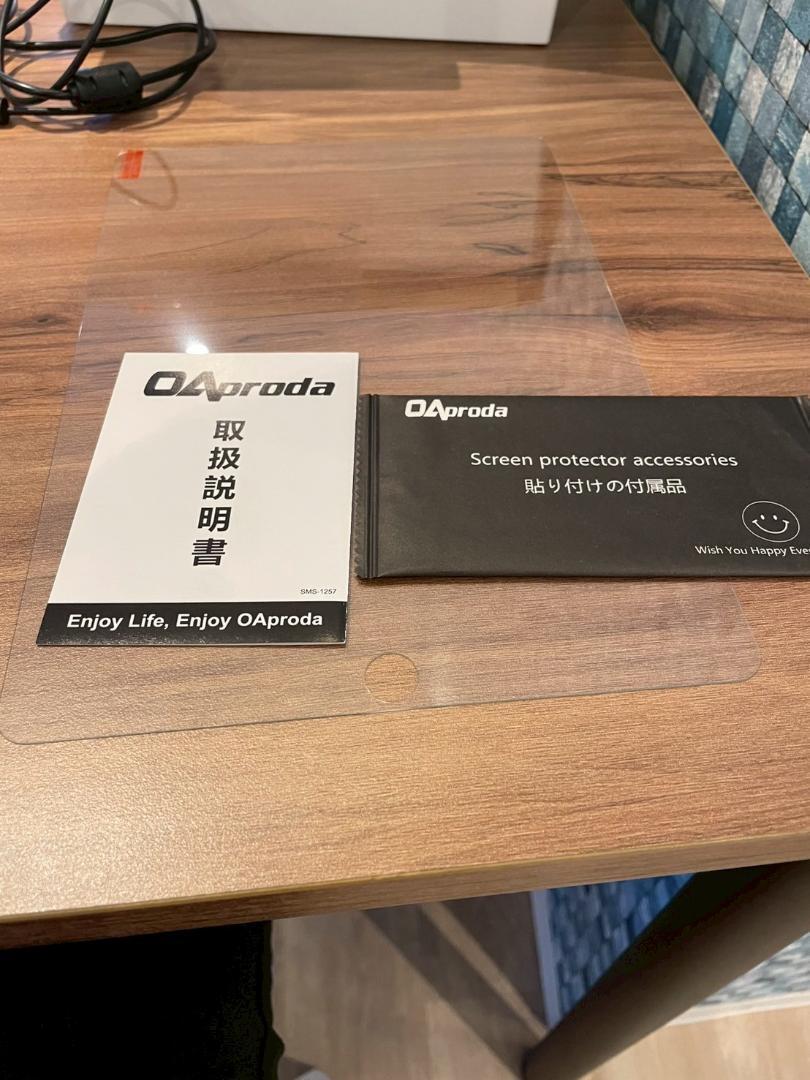 OAproda
取扱説明書
SMS-1257
Enjoy Life, Enjoy OAproda
OAproda
Screen protector accessories
貼り付けの付属品
Wish You Happy